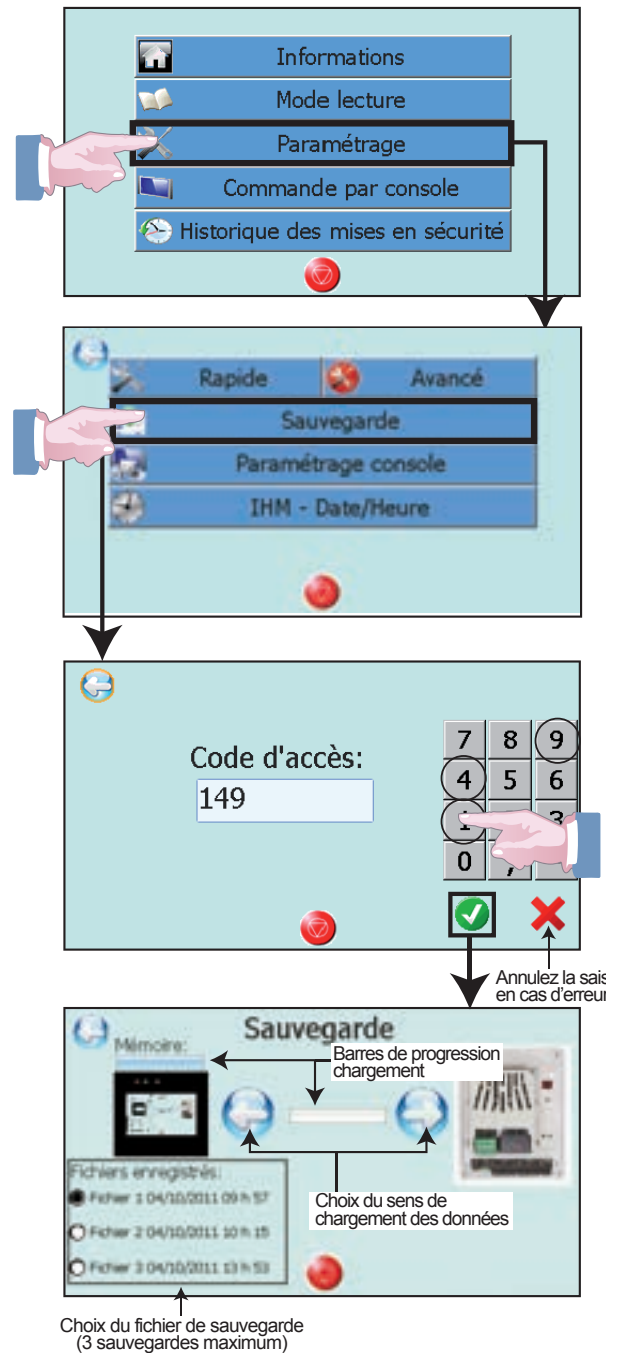 Informations
Mode lecture
Paramétrage
Commande par console
Historique des mises en sécurité
Rapide
Avancé
Sauvegarde
Paramétrage console
IHM - Date/Heure
Code d'accès:
149
7 8 9
4 5 6
1 3
0 ,
Annulez la sais
en cas d'erreur
Sauvegarde
Mémoire:
Barres de progression
chargement
Fichiers enregistrés:
Fichier 1 04/10/2011 09 h 57
Fichier 2 04/10/2011 10 h 15
Fichier 3 04/10/2011 13 h 53
Choix du sens de
chargement des données
Choix du fichier de sauvegarde
(3 sauvegardes maximum)